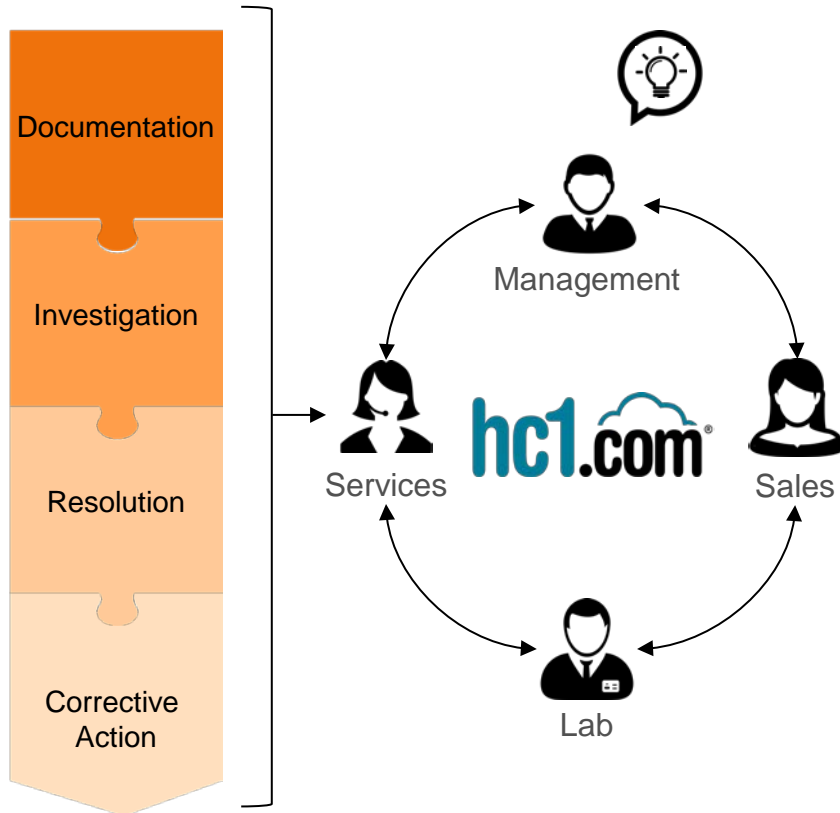 Documentation
Investigation
Resolution
Corrective
Action
Management
Services
hc1.com®
Sales
Lab